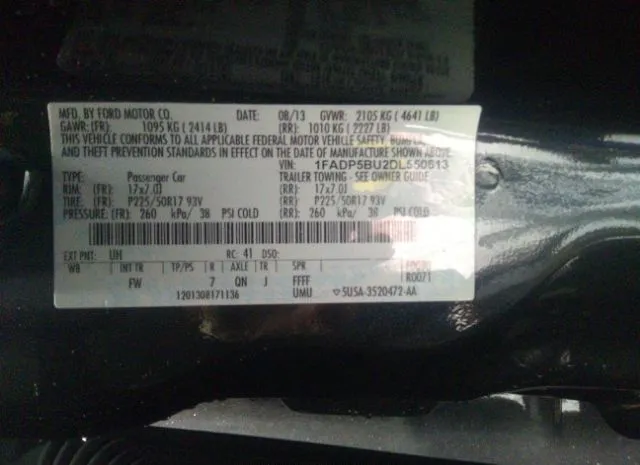 MFD. BY FORD MOTOR CO. DATE: 08/13 GVWR: 2105 KG ( 4641 LB)
GAWR: (FR): 1095 KG ( 2414 LB) (RR): 1010 KG ( 2227 LB)
THIS VEHICLE CONFORMS TO ALL APPLICABLE FEDERAL MOTOR VEHICLE SAFETY, BUMPER,
AND THEFT PREVENTION STANDARDS IN EFFECT ON THE DATE OF MANUFACTURE SHOWN ABOVE.
VIN: 1FADP5BU2DL550813
TYPE: Passenger Car TRAILER TOWING - SEE OWNER GUIDE
RIM: (FR): 17x7.0J (RR): 17x7.0J
TIRE: (FR): P225/50R17 93V (RR): P225/50R17 93V
PRESSURE: (FR): 260 kPa/ 38 PSI COLD (RR): 260 kPa/ 38 PSI COLD
EXT PNT: UH RC: 41 DSO:
WB INT TR TP/PS R AXLE TR SPR
FW 7 QN J FFFF R0071
1201308171136 UMU 5U5A-3520472-AA